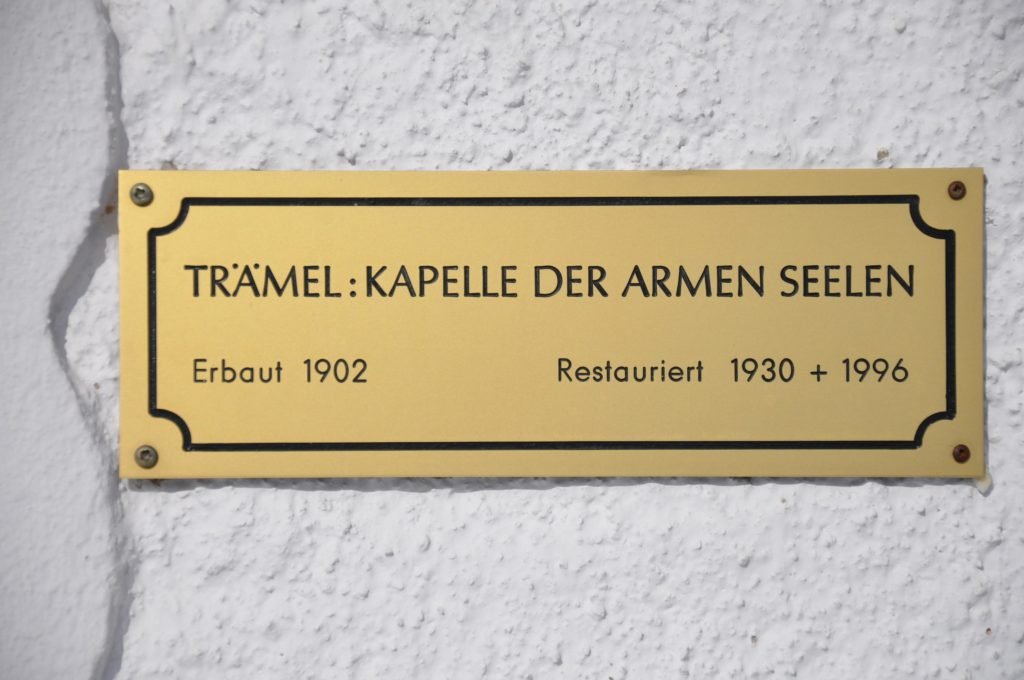 TRÄMEL: KAPELLE DER ARMEN SEELEN
Erbaut 1902 Restauriert 1930 + 1996